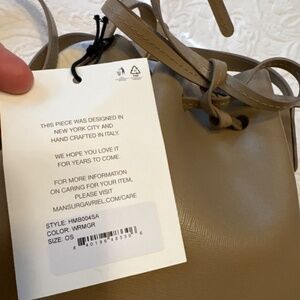 THIS PIECE WAS DESIGNED IN
NEW YORK CITY AND
HAND CRAFTED IN ITALY.
WE HOPE YOU LOVE IT
FOR YEARS TO COME.
FOR MORE INFORMATION
ON CARING FOR YOUR ITEM,
PLEASE VISIT
MANSURGAVRIEL.COM/CARE
STYLE: HMB004SA
COLOR: WRMGR
SIZE: OS